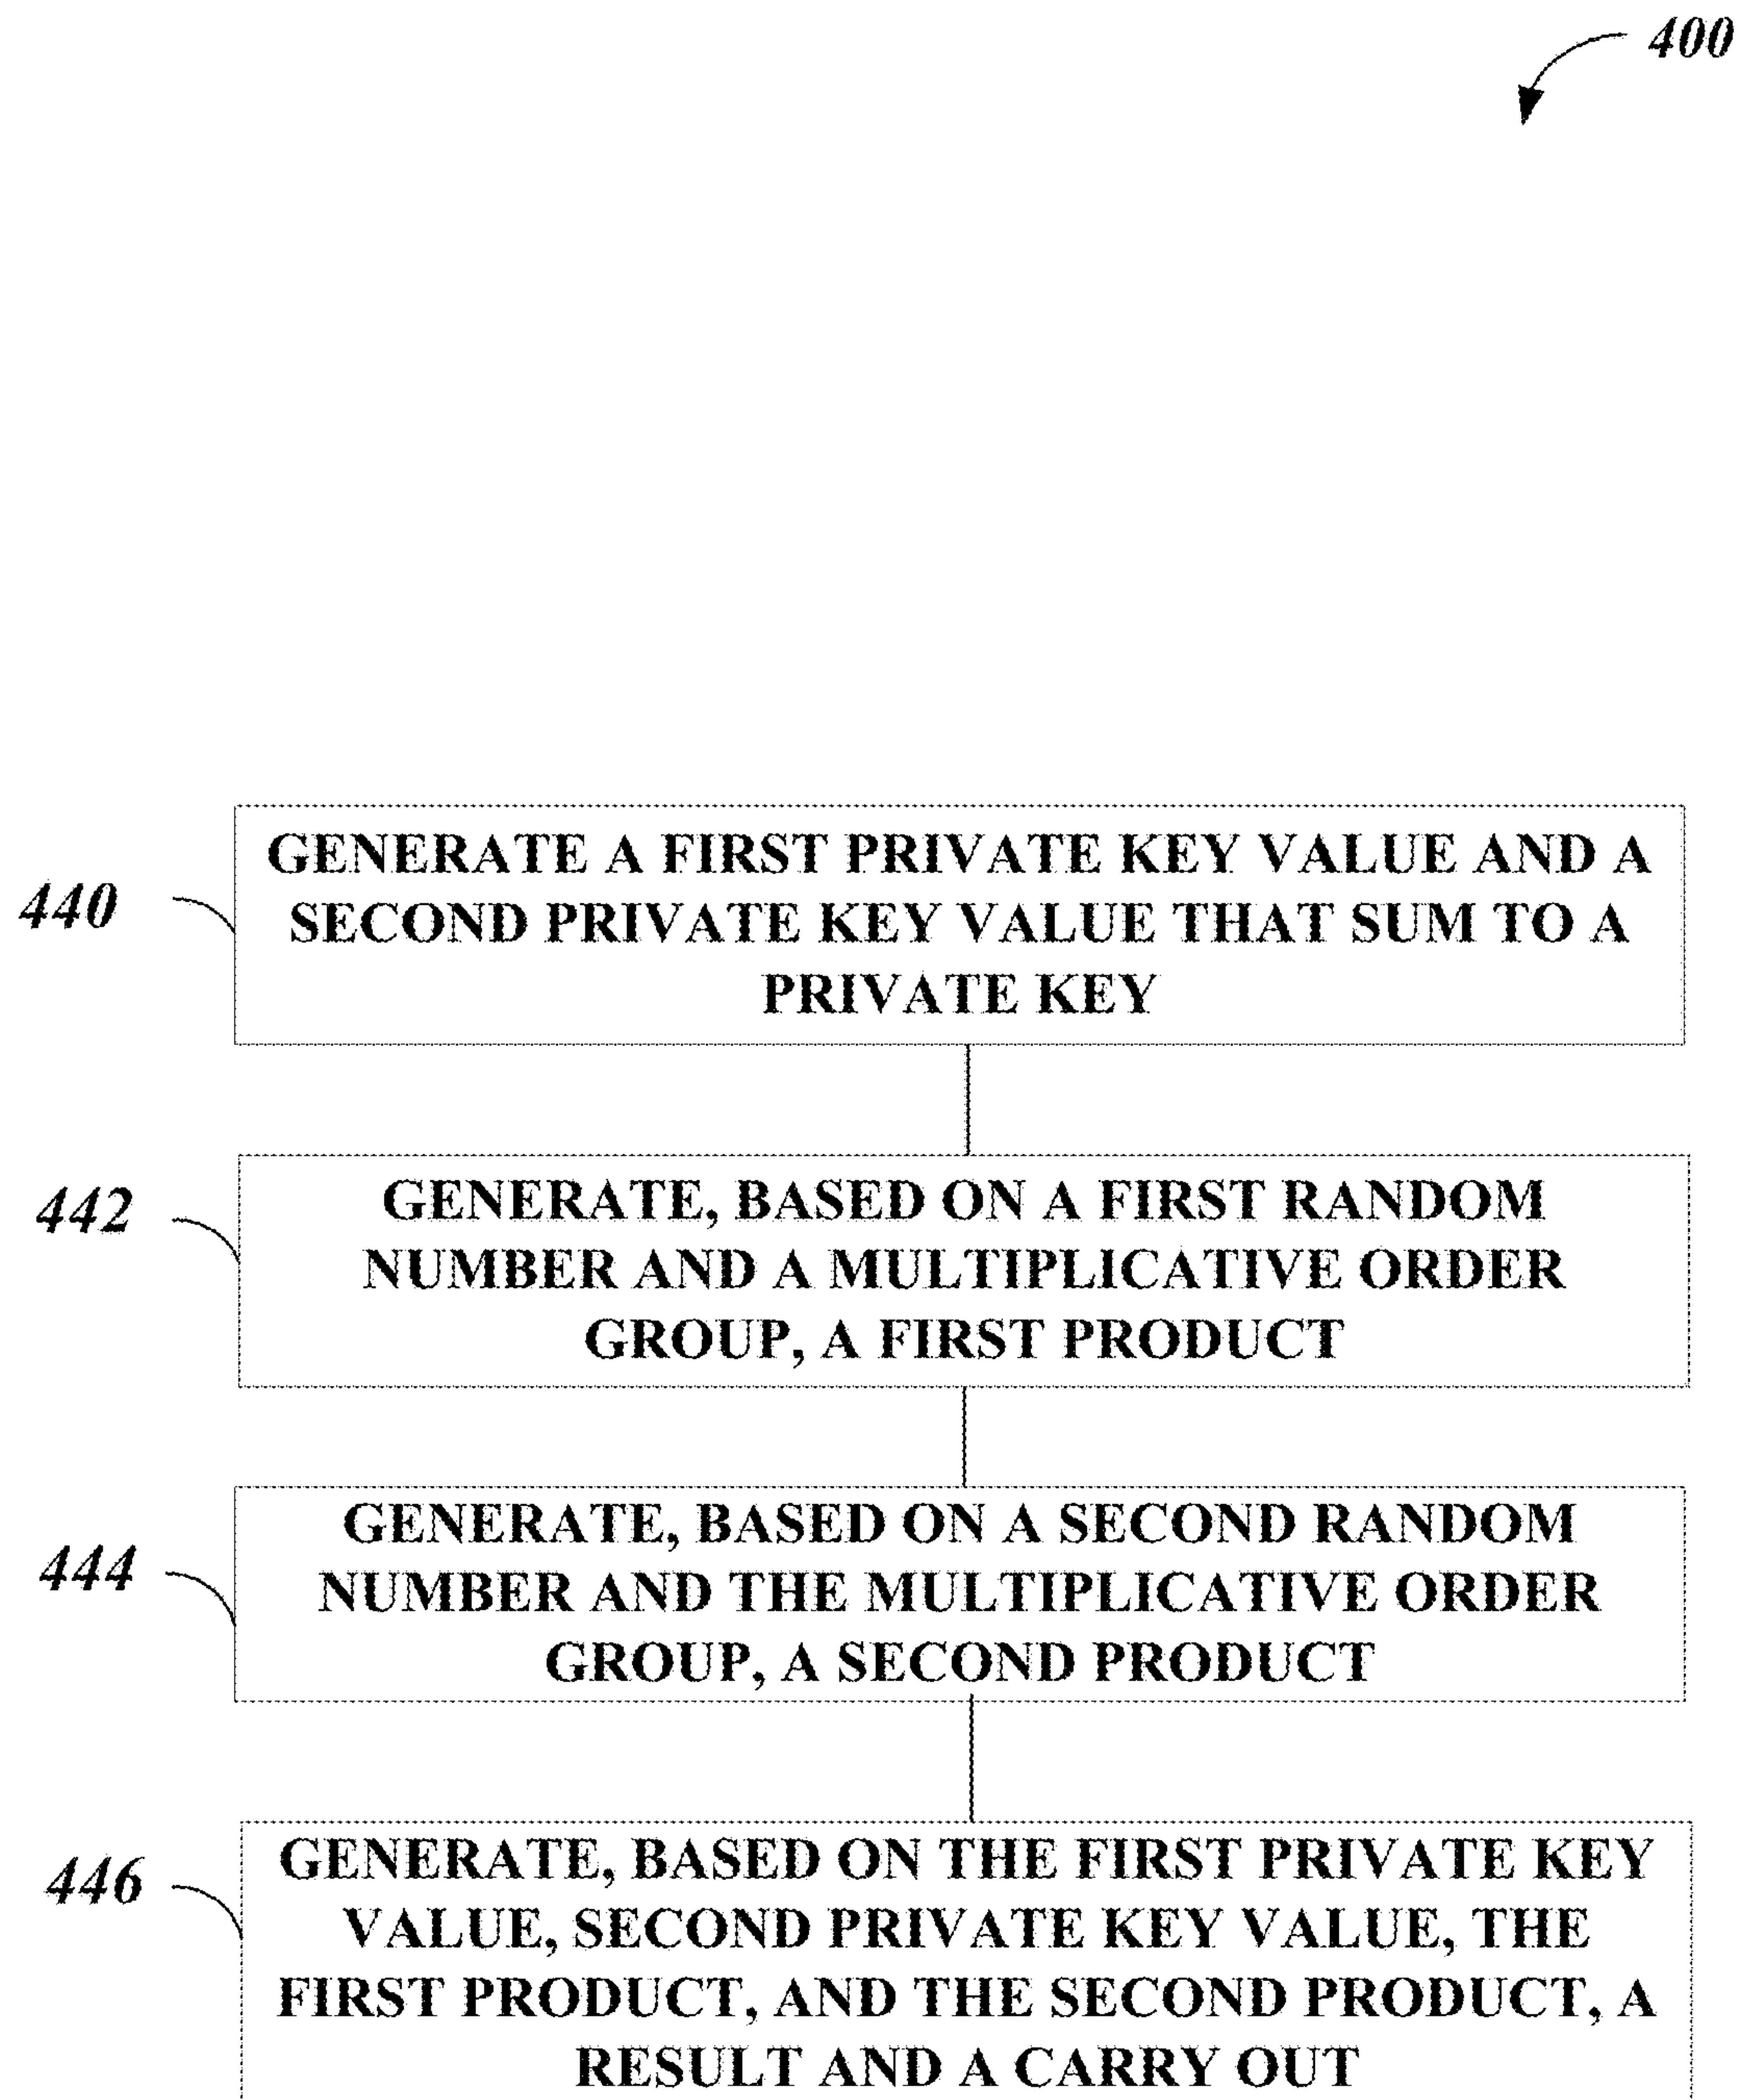 400
440
GENERATE A FIRST PRIVATE KEY VALUE AND A
SECOND PRIVATE KEY VALUE THAT SUM TO A
PRIVATE KEY
442
GENERATE, BASED ON A FIRST RANDOM
NUMBER AND A MULTIPLICATIVE ORDER
GROUP, A FIRST PRODUCT
444
GENERATE, BASED ON A SECOND RANDOM
NUMBER AND THE MULTIPLICATIVE ORDER
GROUP, A SECOND PRODUCT
446
GENERATE, BASED ON THE FIRST PRIVATE KEY
VALUE, SECOND PRIVATE KEY VALUE, THE
FIRST PRODUCT, AND THE SECOND PRODUCT, A
RESULT AND A CARRY OUT